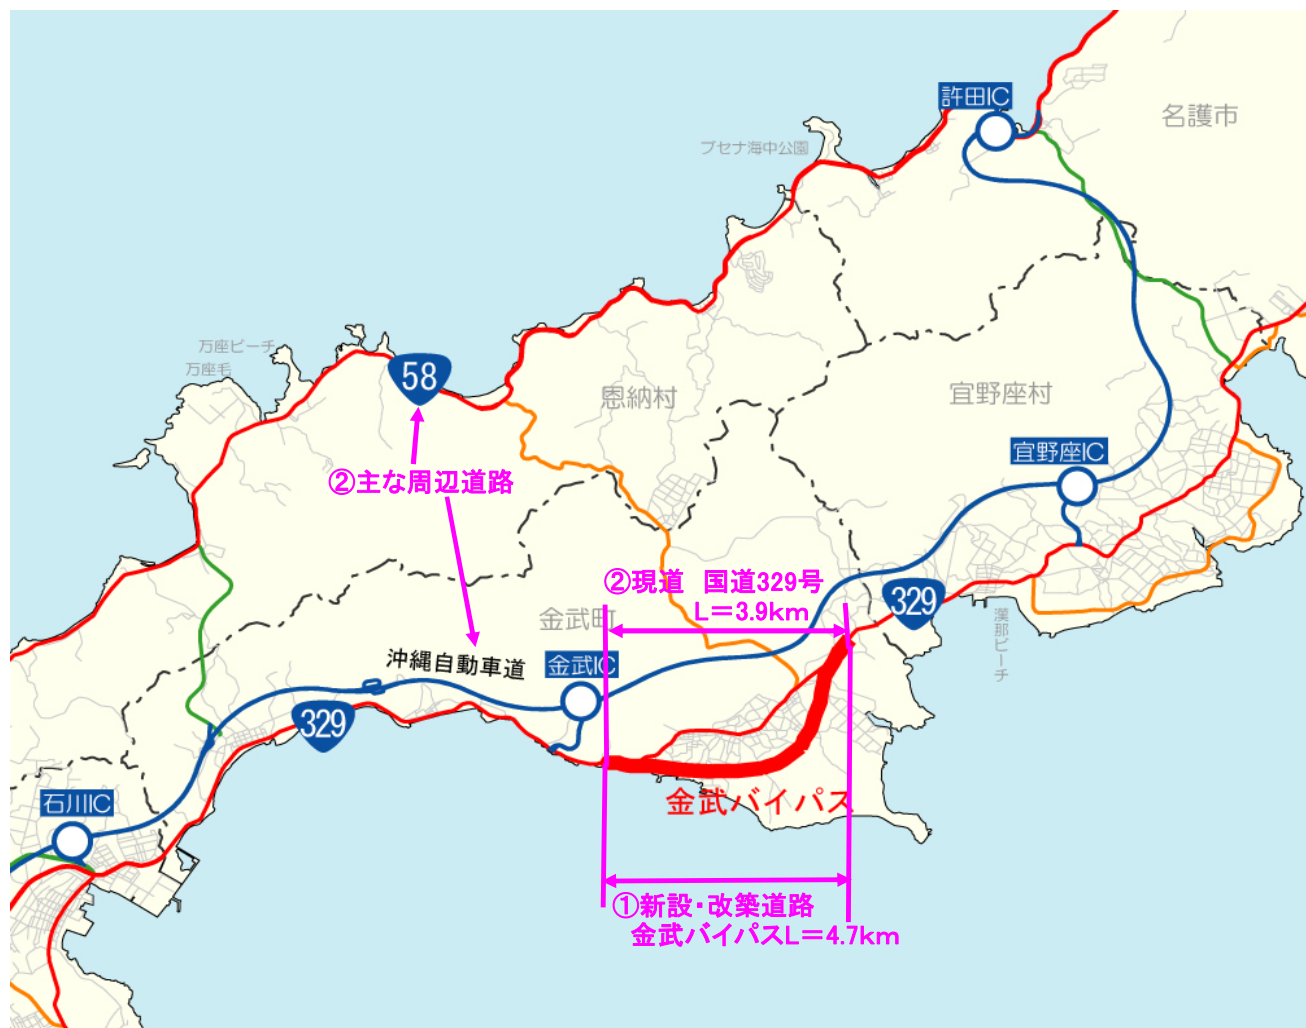 許田IC
名護市
ブセナ海中公園
万座ビーチ
万座毛
58
恩納村
宜野座村
宜野座IC
②主な周辺道路
②現道　国道329号
L＝3.9km
329
金武町
漢那ビーチ
沖縄自動車道
金武IC
329
石川IC
金武バイパス
①新設・改築道路
金武バイパスL＝4.7km